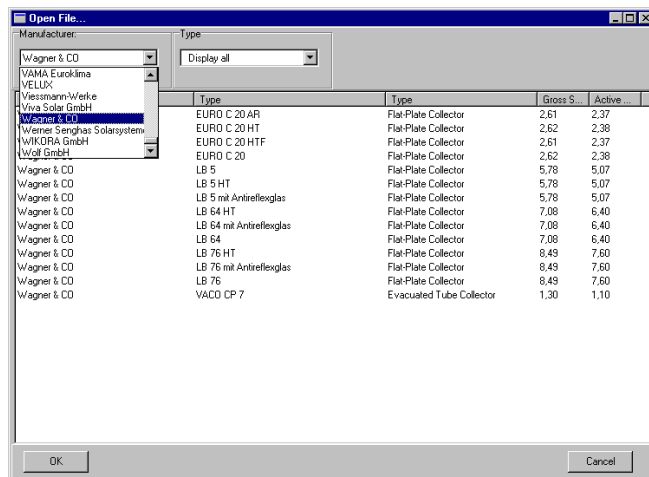 Open File...
Manufacturer: Type
Wagner & CO Display all
VAMA Euroklima
VELUX
Viessmann-Werke
Viva Solar GmbH
Wagner & CO
Werner Senghas Solarsysteme
WIKORA GmbH
Wolf GmbH
Type Type Gross S... Active ...
EURO C 20 AR Flat-Plate Collector 2,61 2,37
EURO C 20 HT Flat-Plate Collector 2,62 2,38
EURO C 20 HTF Flat-Plate Collector 2,61 2,37
EURO C 20 Flat-Plate Collector 2,62 2,38
Wagner & CO LB 5 Flat-Plate Collector 5,78 5,07
Wagner & CO LB 5 HT Flat-Plate Collector 5,78 5,07
Wagner & CO LB 5 mit Antireflexglas Flat-Plate Collector 5,78 5,07
Wagner & CO LB 64 HT Flat-Plate Collector 7,08 6,40
Wagner & CO LB 64 mit Antireflexglas Flat-Plate Collector 7,08 6,40
Wagner & CO LB 64 Flat-Plate Collector 7,08 6,40
Wagner & CO LB 76 HT Flat-Plate Collector 8,49 7,60
Wagner & CO LB 76 mit Antireflexglas Flat-Plate Collector 8,49 7,60
Wagner & CO LB 76 Flat-Plate Collector 8,49 7,60
Wagner & CO VACO CP 7 Evacuated Tube Collector 1,30 1,10
OK Cancel